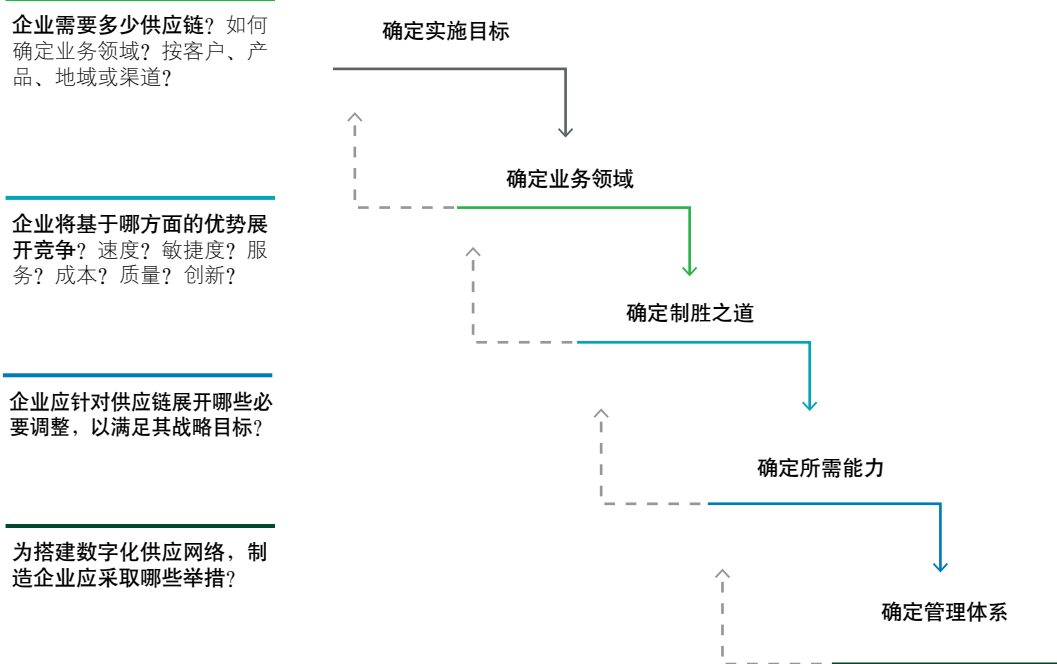 企业需要多少供应链？如何
确定业务领域？按客户、产
品、地域或渠道？
确定实施目标
确定业务领域
企业将基于哪方面的优势展
开竞争？速度？敏捷度？服
务？成本？质量？创新？
确定制胜之道
企业应针对供应链展开哪些必
要调整，以满足其战略目标？
确定所需能力
为搭建数字化供应网络，制
造企业应采取哪些举措？
确定管理体系